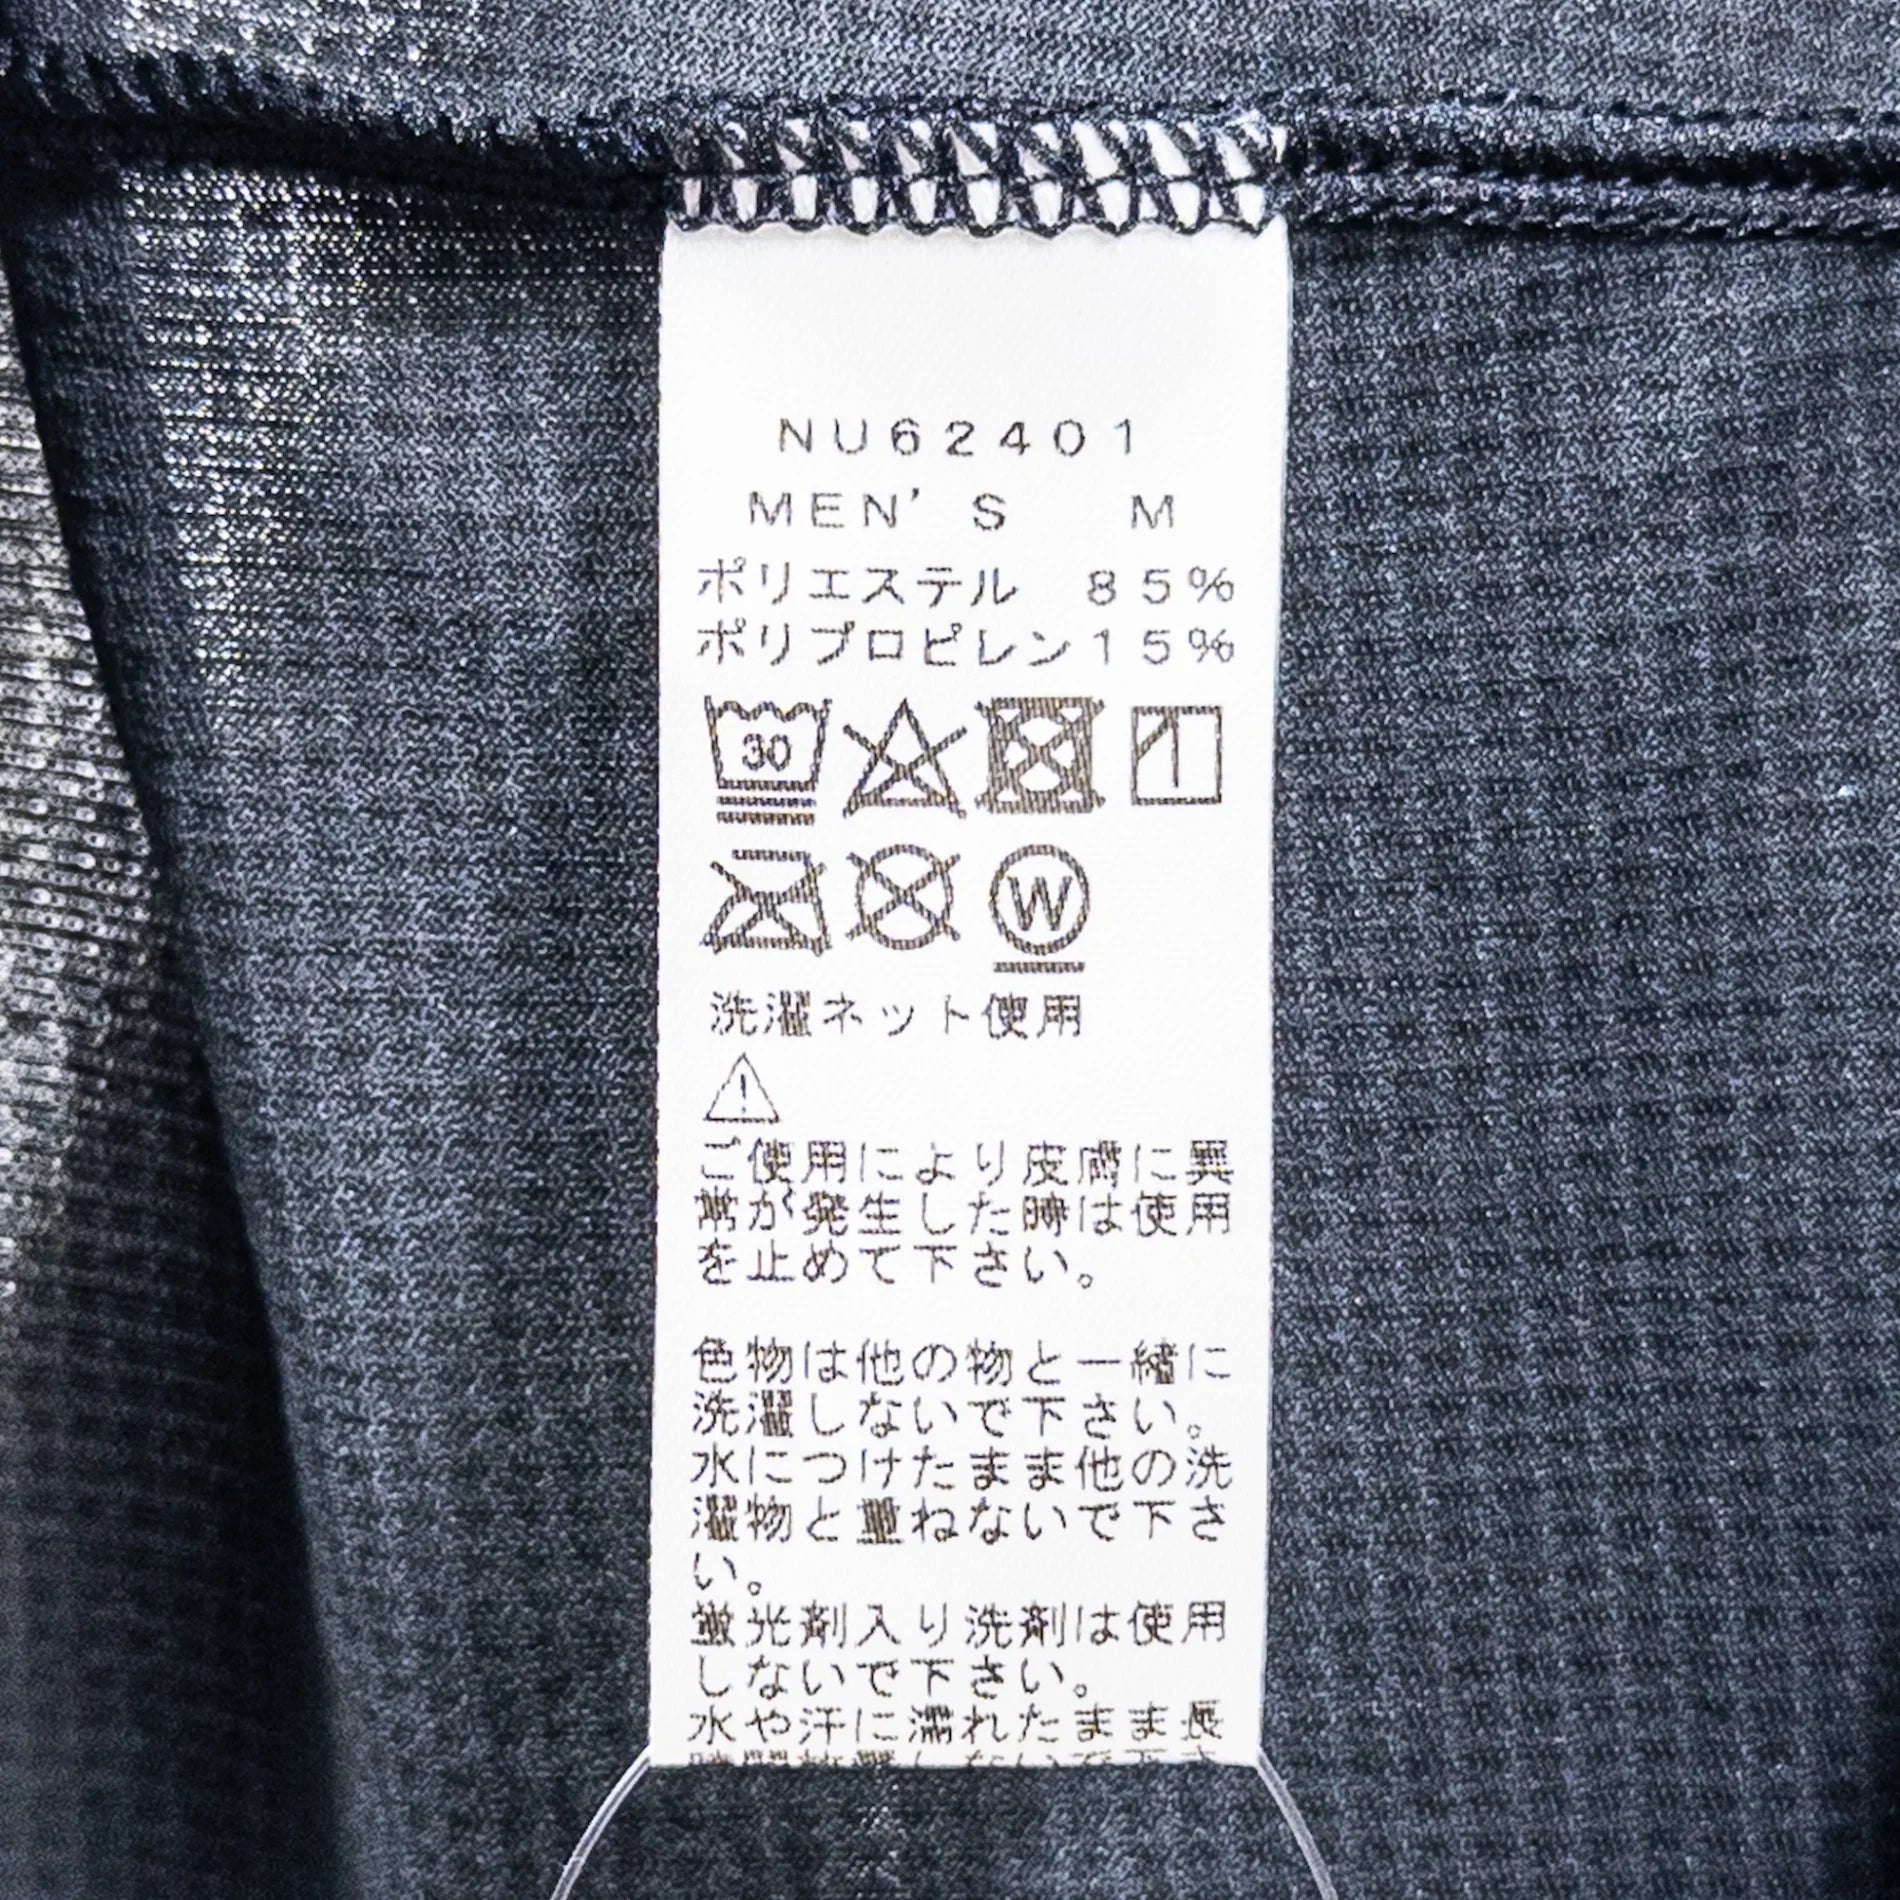 NU62401
MEN'S M
ポリエステル 85%
ポリプロピレン15%
30
W
洗濯ネット使用
ご使用により皮膚に異
常が発生した時は使用
を止めて下さい。
色物は他の物と一緒に
洗濯しないで下さい。
水につけたまま他の洗
濯物と重ねないで下さ
い。
蛍光剤入り洗剤は使用
しないで下さい。
水や汗に濡れたまま長